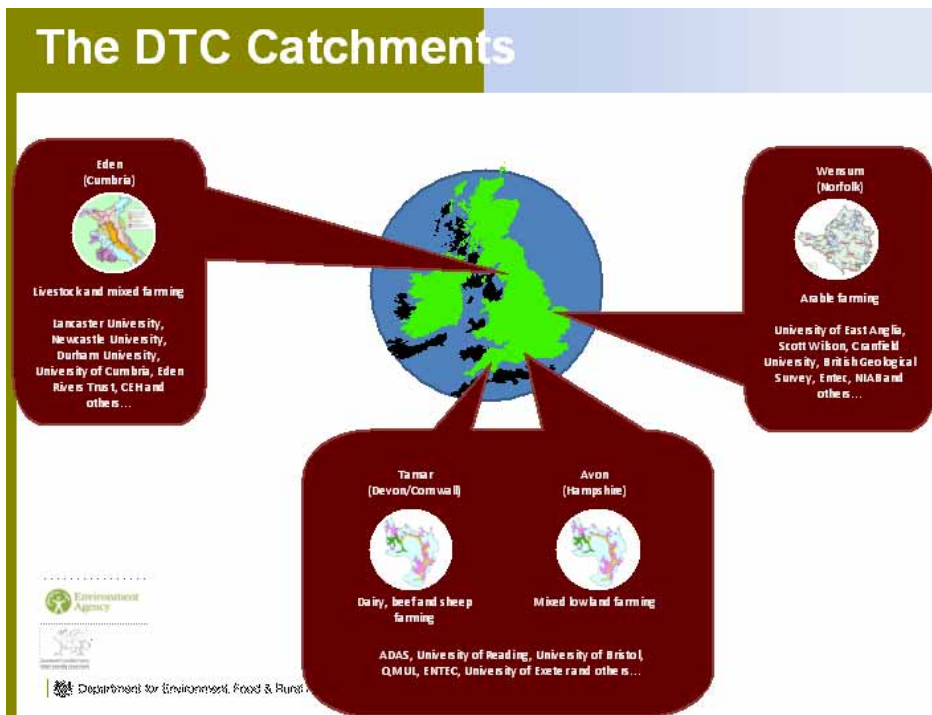 The DTC Catchments
Eden
(Cumbria)
Livestock and mixed farming
Lancaster University,
Newcastle University,
Durham University,
University of Cumbria, Eden
Rivers Trust, CEH and
others...
Wensum
(Norfolk)
Arable farming
University of East Anglia,
Scott Wilson, Cranfield
University, British Geological
Survey, Entec, NIAB and
others...
Tamar
(Devon/Cornwall)
Dairy, beef and sheep
farming
Avon
(Hampshire)
Mixed lowland farming
ADAS, University of Reading, University of Bristol,
QMUL, ENTEC, University of Exeter and others...
Environment
Agency
Department for Environment, Food & Rural